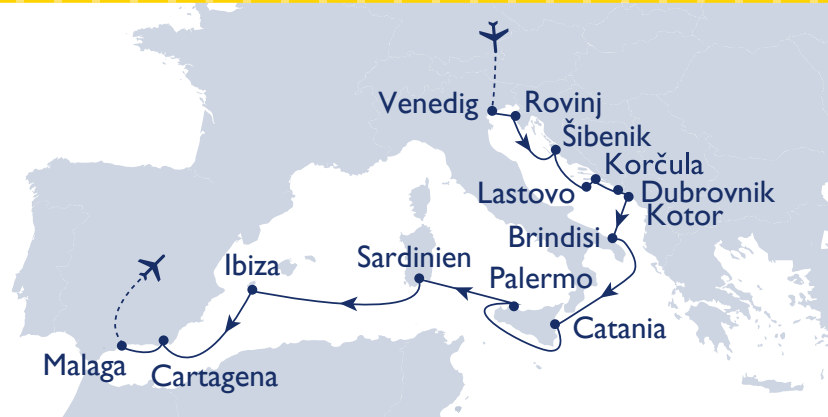 Venedig
Rovinj
Šibenik
Korčula
Lastovo
Dubrovnik
Kotor
Brindisi
Ibiza
Sardinien
Palermo
Catania
Malaga
Cartagena